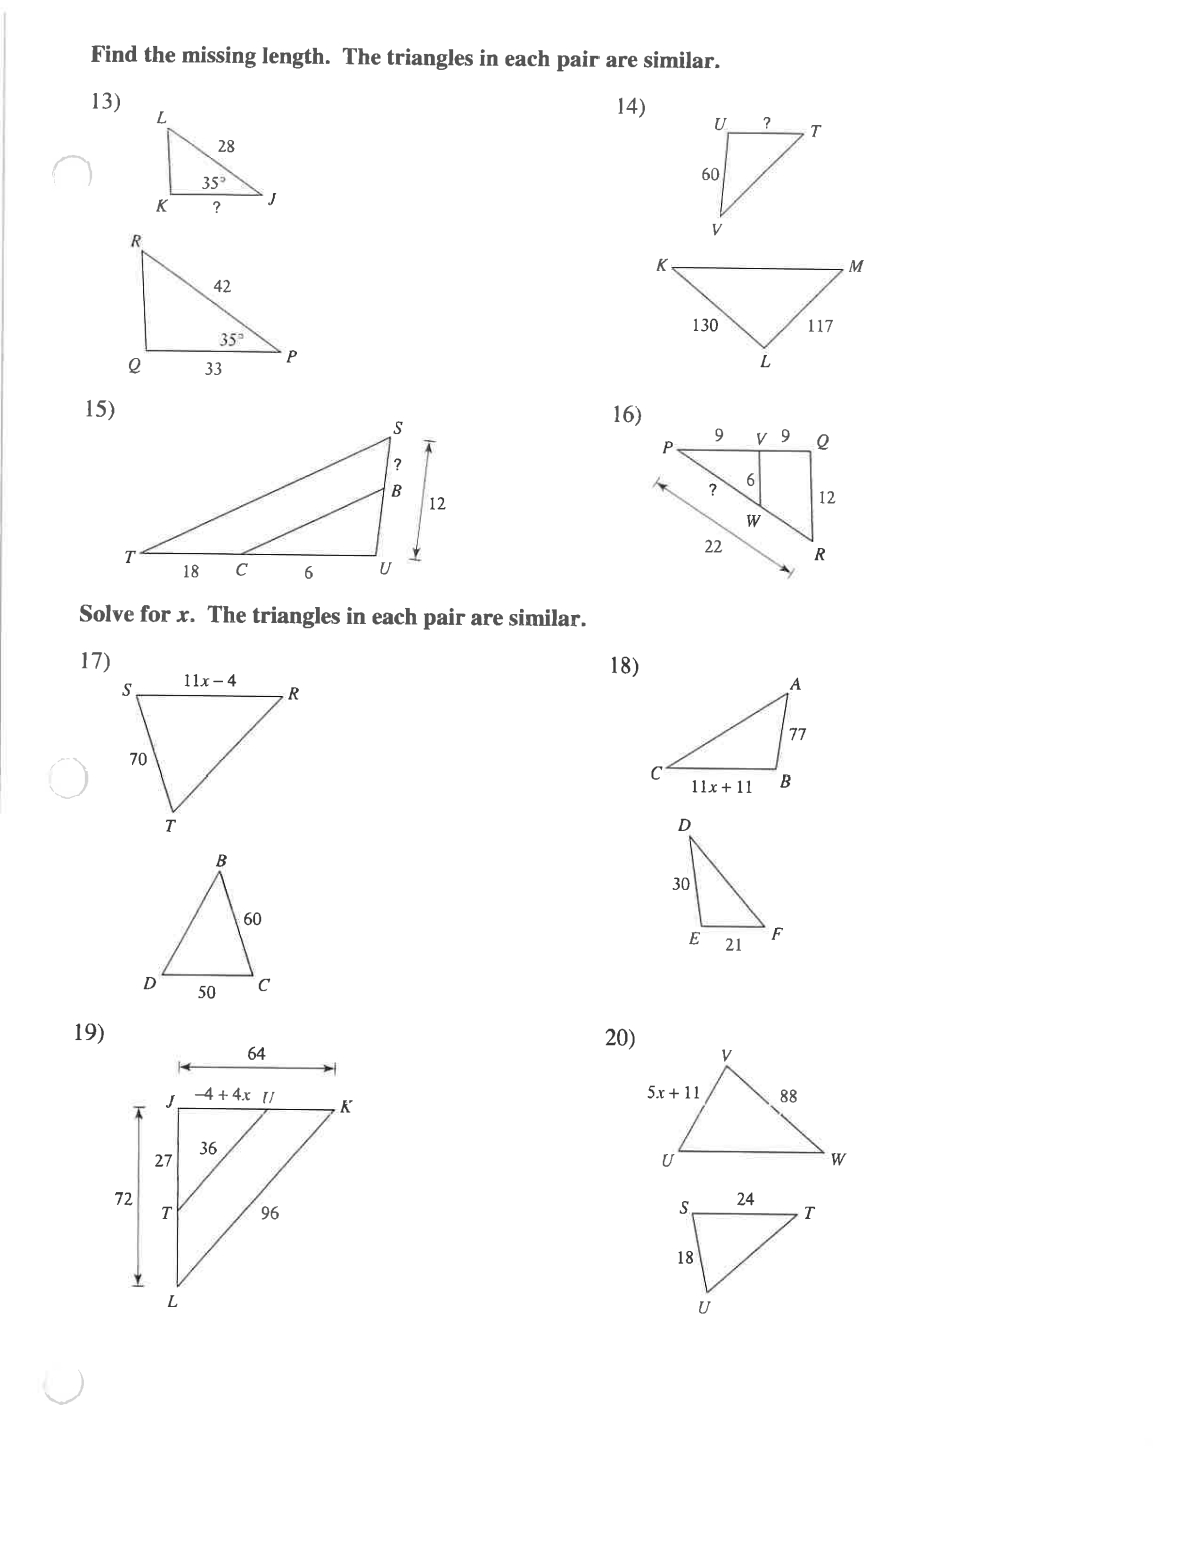 Find the missing length. The triangles in each pair are similar.
13)
L
28
35°
K
?
J
R
42
35°
Q
33
P
14)
U
?
T
60
V
K
M
130
117
L
15)
S
?
B
12
T
18
C
6
U
16)
9
V
9
Q
P
6
?
12
W
22
R
Solve for x. The triangles in each pair are similar.
17)
11x – 4
S
R
70
T
B
60
D
50
C
18)
A
77
C
11x + 11
B
D
30
E
21
F
19)
64
J
–4 + 4x
U
K
36
27
72
T
96
L
20)
V
5x + 11
88
U
W
24
S
T
18
U